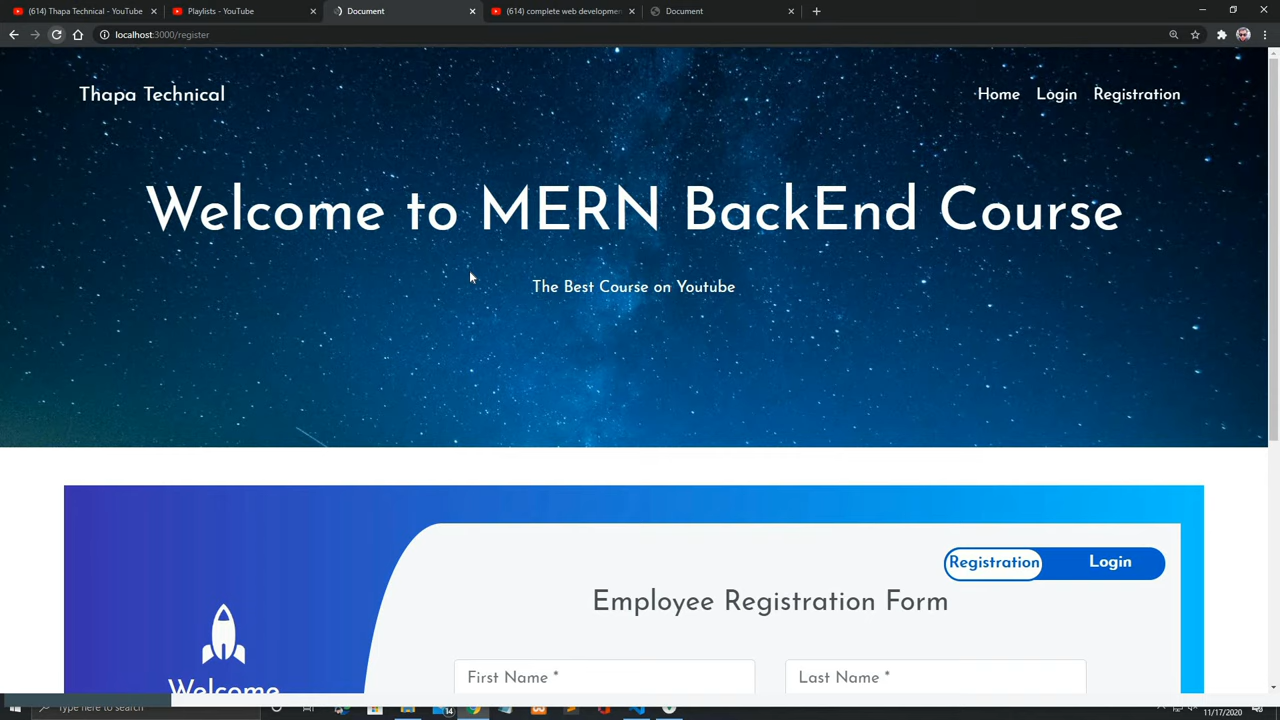 (614) Thapa Technical - YouTube
Playlists - YouTube
Document
(614) complete web developmen
Document
localhost:3000/register
Thapa Technical
Home Login Registration
Welcome to MERN BackEnd Course
The Best Course on Youtube
Registration Login
Employee Registration Form
First Name * Last Name *
Welcome
Type here to search
14
11/17/2020